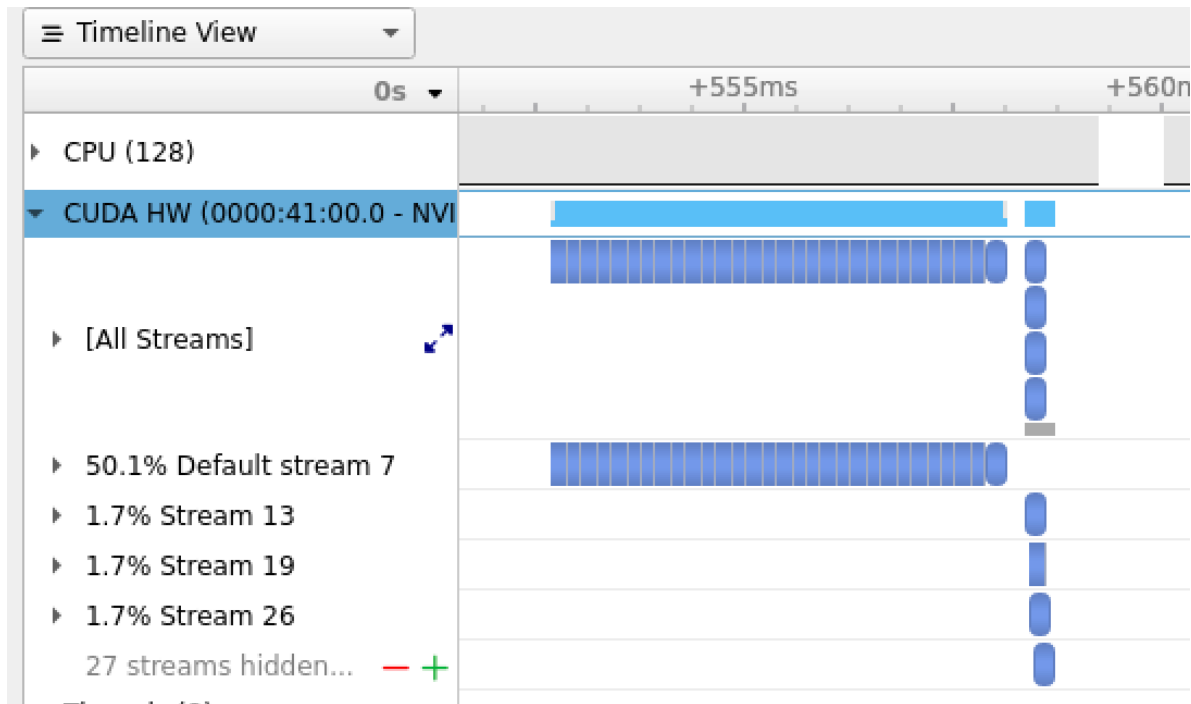 Timeline View
0s
+555ms
+560m
CPU (128)
CUDA HW (0000:41:00.0 - NVI
[All Streams]
50.1% Default stream 7
1.7% Stream 13
1.7% Stream 19
1.7% Stream 26
27 streams hidden...